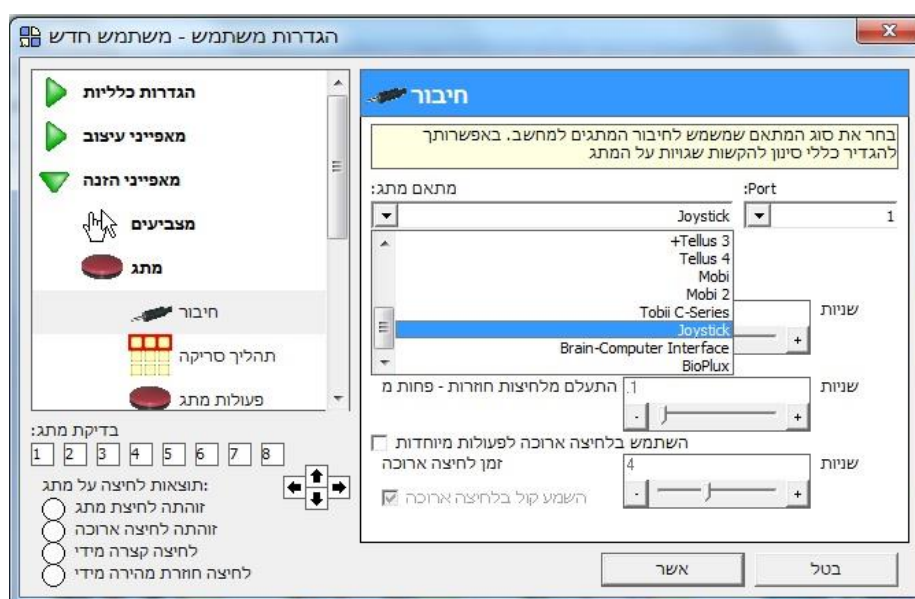 הגדרות משתמש - משתמש חדש
הגדרות כלליות
מאפייני עיצוב
מאפייני הזנה
מצביעים
מתג
חיבור
תהליך סריקה
פעולות מתג
בדיקת מתג:
1 2 3 4 5 6 7 8
תוצאות לחיצה על מתג:
זוהתה לחיצת מתג
זוהתה לחיצה ארוכה
לחיצה קצרה מידי
לחיצה חוזרת מהירה מידי
חיבור
בחר את סוג המתאם שמשמש לחיבור המתגים למחשב. באפשרותך
להגדיר כללי סינון להקשות שגויות על המתג
מתאם מתג:
Port:
Joystick
1
Tellus 3+
Tellus 4
Mobi
Mobi 2
Tobii C-Series
Joystick
Brain-Computer Interface
BioPlux
שניות
+
התעלם מלחיצות חוזרות - פחות מ
.1
שניות
- +
השתמש בלחיצה ארוכה לפעולות מיוחדות
זמן לחיצה ארוכה
4
שניות
- +
השמע קול בלחיצה ארוכה
אשר
בטל